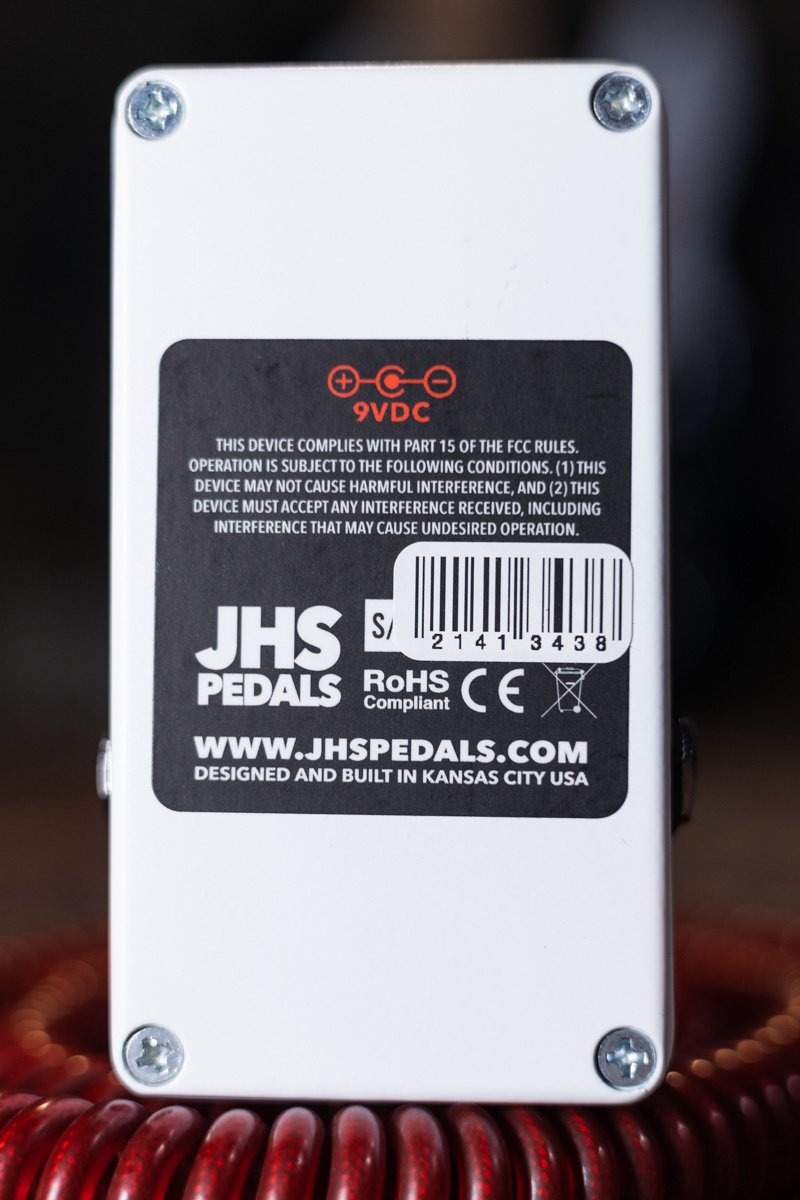 + -
9VDC
THIS DEVICE COMPLIES WITH PART 15 OF THE FCC RULES.
OPERATION IS SUBJECT TO THE FOLLOWING CONDITIONS. (1) THIS
DEVICE MAY NOT CAUSE HARMFUL INTERFERENCE, AND (2) THIS
DEVICE MUST ACCEPT ANY INTERFERENCE RECEIVED, INCLUDING
INTERFERENCE THAT MAY CAUSE UNDESIRED OPERATION.
S/
21413438
JHS
PEDALS
RoHS
Compliant
CE
WWW.JHSPEDALS.COM
DESIGNED AND BUILT IN KANSAS CITY USA